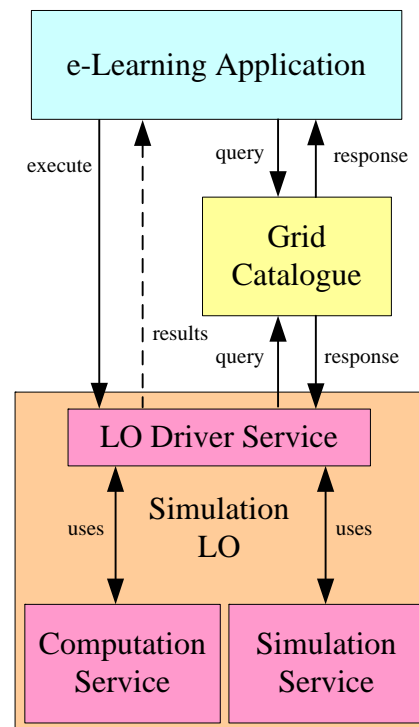 e-Learning Application
execute
query
response
Grid
Catalogue
results
query
response
LO Driver Service
uses
Simulation
LO
uses
Computation
Service
Simulation
Service